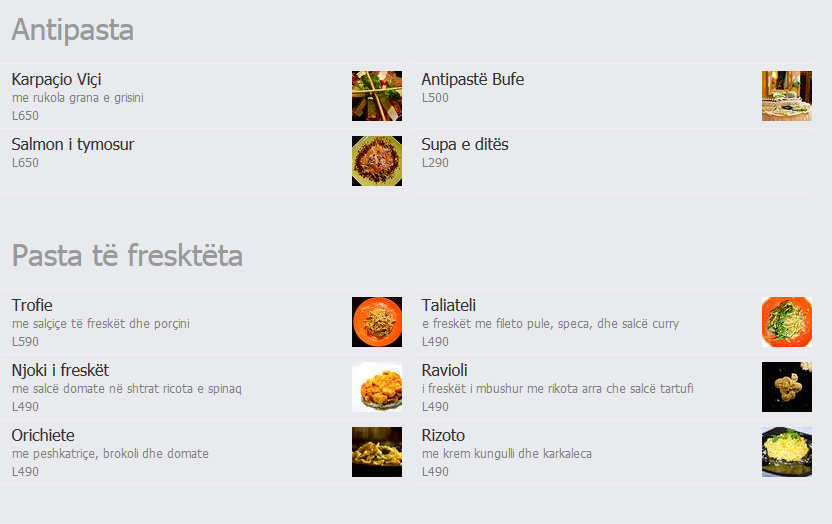 Antipasta
Karpaçio Viçi
me rukola grana e grisini
L650
Antipastë Bufe
L500
Salmon i tymosur
L650
Supa e ditës
L290
Pasta të fresktëta
Trofie
me salçiçe të freskët dhe porçini
L590
Taliateli
e freskët me fileto pule, speca, dhe salcë curry
L490
Njoki i freskët
me salcë domate në shtrat ricota e spinaq
L490
Ravioli
i freskët i mbushur me rikota arra che salcë tartufi
L490
Orichiete
me peshkatriçe, brokoli dhe domate
L490
Rizoto
me krem kungulli dhe karkaleca
L490